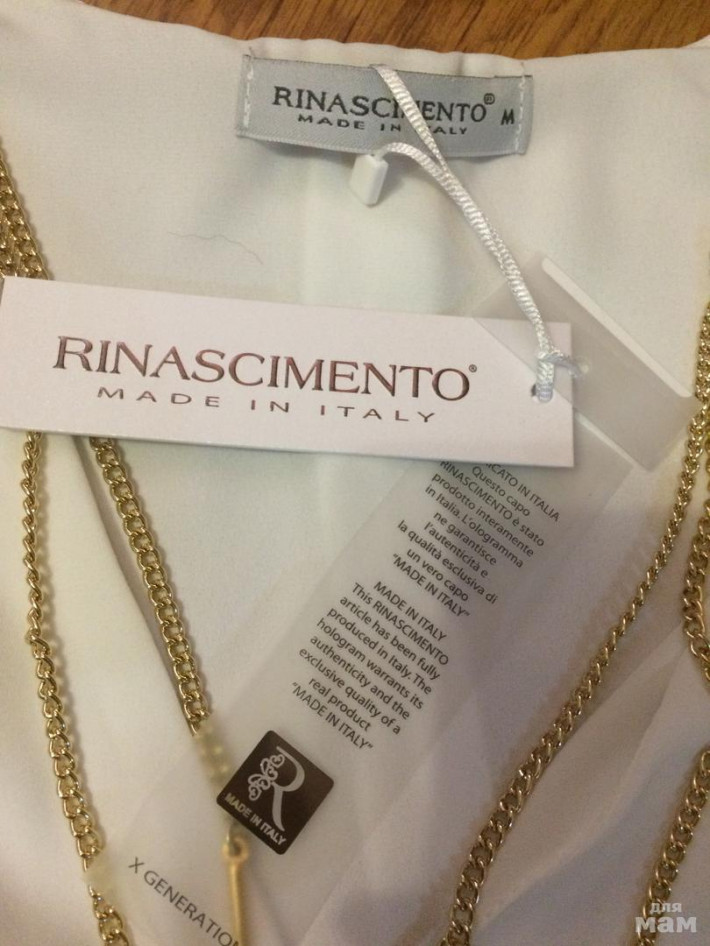 RINASCIMENTO® M
MADE IN ITALY
RINASCIMENTO®
MADE IN ITALY
IN ITALIA
Questo capo
RINASCIMENTO è stato
prodotto interamente
in Italia. L'ologramma
ne garantisce
l'autenticità e
la qualità esclusiva di
un vero capo
"MADE IN ITALY"
MADE IN ITALY
This RINASCIMENTO
article has been fully
produced in Italy. The
hologram warrants its
authenticity and the
exclusive quality of a
real product
"MADE IN ITALY"
R
MADE IN ITALY
X GENERATION
для
мам